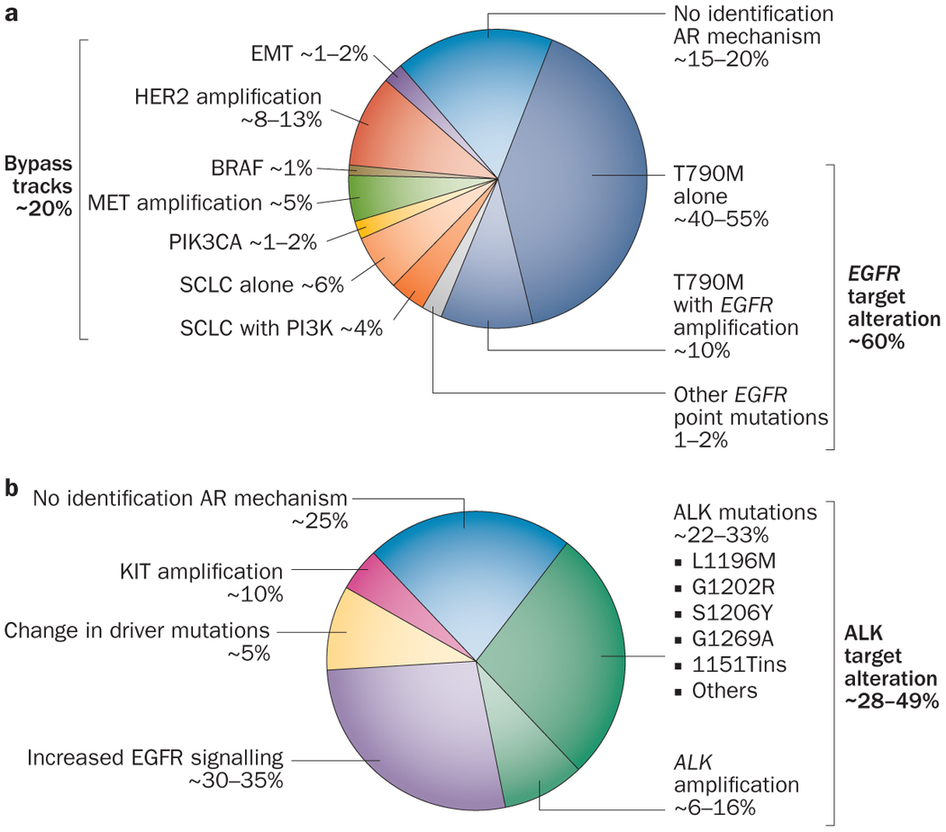 a
No identification
AR mechanism
~15–20%
EMT ~1–2%
HER2 amplification
~8–13%
BRAF ~1%
MET amplification ~5%
PIK3CA ~1–2%
SCLC alone ~6%
SCLC with PI3K ~4%
Bypass
tracks
~20%
T790M
alone
~40–55%
T790M
with EGFR
amplification
~10%
Other EGFR
point mutations
1–2%
EGFR
target
alteration
~60%
b
No identification AR mechanism
~25%
KIT amplification
~10%
Change in driver mutations
~5%
Increased EGFR signalling
~30–35%
ALK mutations
~22–33%
▪ L1196M
▪ G1202R
▪ S1206Y
▪ G1269A
▪ 1151Tins
▪ Others
ALK
amplification
~6–16%
ALK
target
alteration
~28–49%